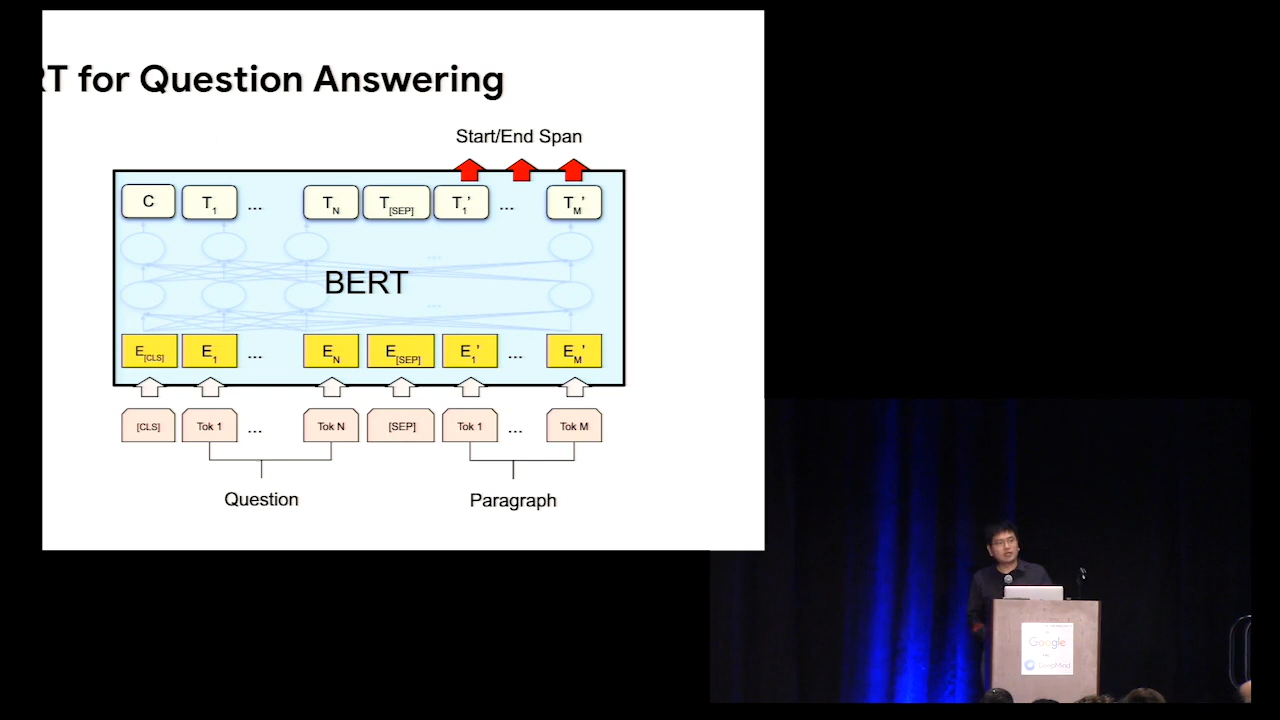 RT for Question Answering
Start/End Span
C T1 ... TN T[SEP] T1’ ... TM’
...
BERT
...
E[CLS] E1 ... EN E[SEP] E1’ ... EM’
[CLS] Tok 1 ... Tok N [SEP] Tok 1 ... Tok M
Question Paragraph
Google
DeepMind